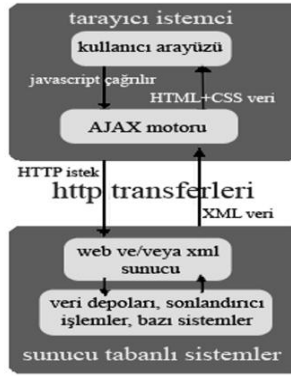 tarayıcı istemci
kullanıcı arayüzü
javascript çağrılır
HTML+CSS veri
AJAX motoru
HTTP istek
http transferleri
XML veri
web ve/veya xml
sunucu
veri depoları, sonlandırıcı
işlemler, bazı sistemler
sunucu tabanlı sistemler